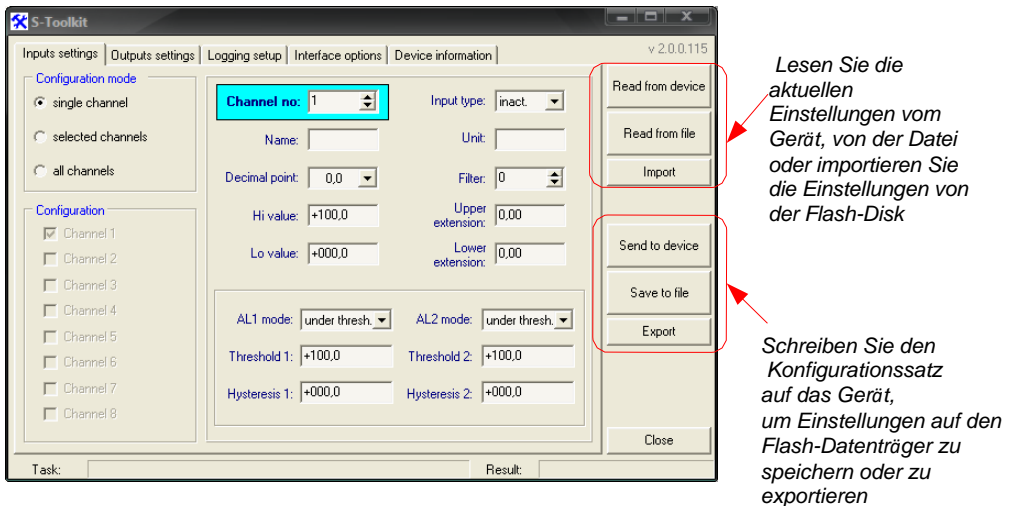 S-Toolkit
Inputs settings Outputs settings Logging setup Interface options Device information
v 2.0.0.115
Configuration mode
single channel
selected channels
all channels
Configuration
Channel 1
Channel 2
Channel 3
Channel 4
Channel 5
Channel 6
Channel 7
Channel 8
Channel no: 1
Input type: inact.
Name:
Unit:
Decimal point: 0,0
Filter: 0
Hi value: +100,0
Upper
extension: 0,00
Lo value: +000,0
Lower
extension: 0,00
AL1 mode: under thresh.
AL2 mode: under thresh.
Threshold 1: +100,0
Threshold 2: +100,0
Hysteresis 1: +000,0
Hysteresis 2: +000,0
Read from device
Read from file
Import
Send to device
Save to file
Export
Close
Task:
Result:
Lesen Sie die
aktuellen
Einstellungen vom
Gerät, von der Datei
oder importieren Sie
die Einstellungen von
der Flash-Disk
Schreiben Sie den
Konfigurationssatz
auf das Gerät,
um Einstellungen auf den
Flash-Datenträger zu
speichern oder zu
exportieren